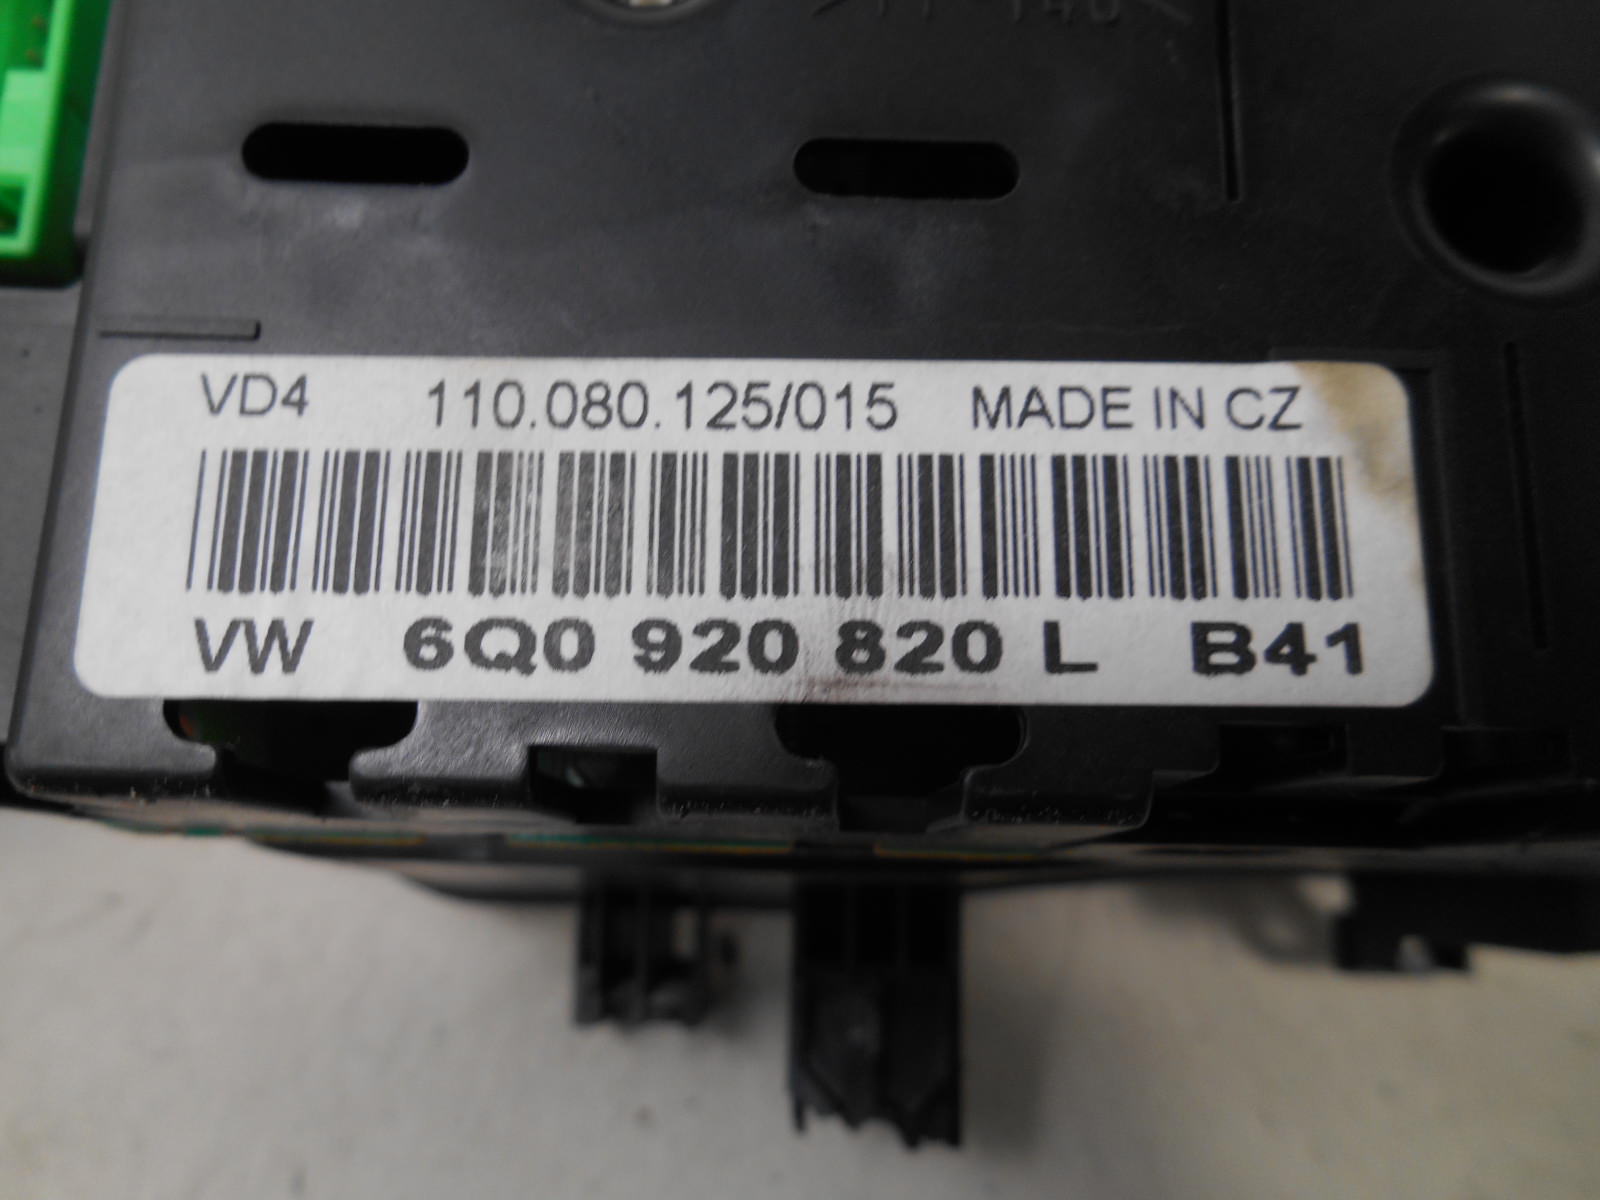 VD4 110.080.125/015 MADE IN CZ
VW 6Q0 920 820 L B41